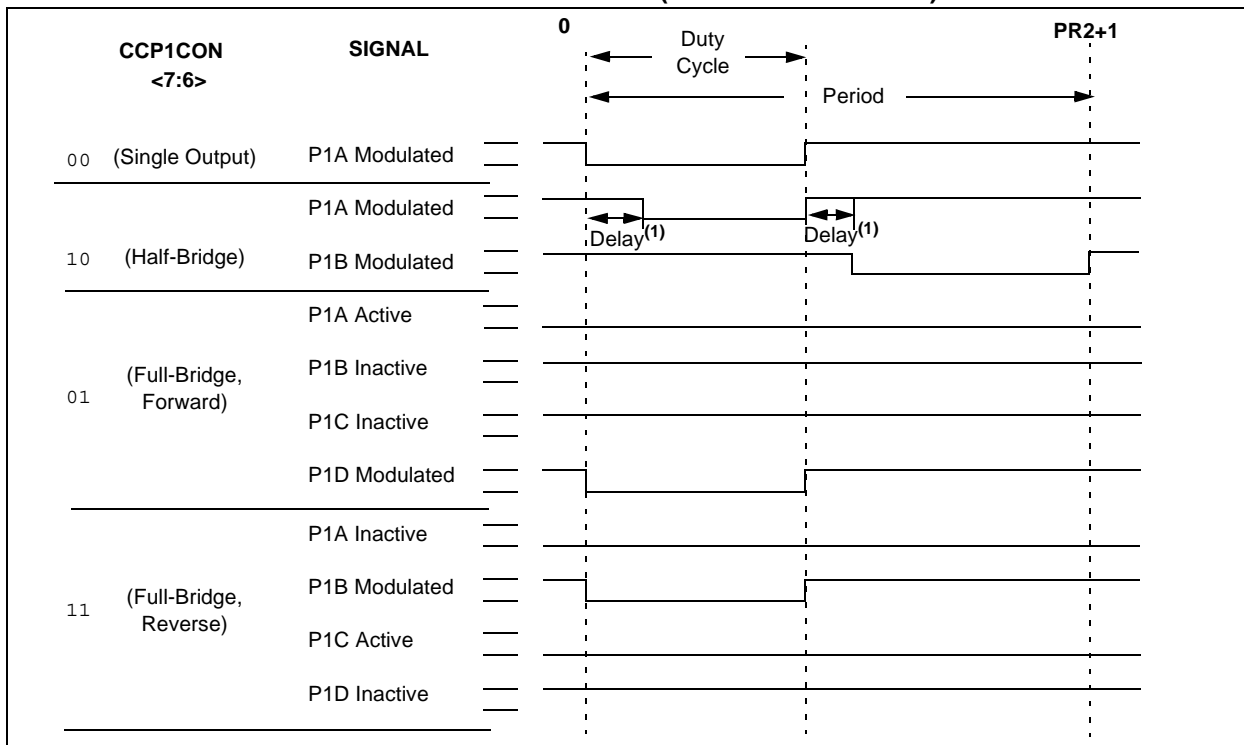 0
PR2+1
CCP1CON
<7:6>
SIGNAL
Duty
Cycle
Period
00 (Single Output) P1A Modulated
P1A Modulated
Delay(1)
Delay(1)
10 (Half-Bridge) P1B Modulated
P1A Active
P1B Inactive
01 (Full-Bridge,
Forward)
P1C Inactive
P1D Modulated
P1A Inactive
P1B Modulated
11 (Full-Bridge,
Reverse)
P1C Active
P1D Inactive